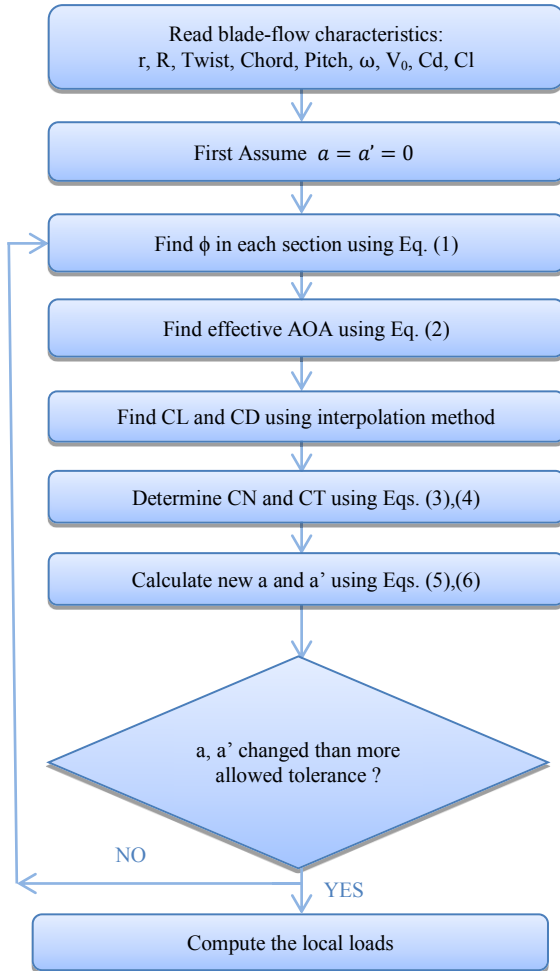 Read blade-flow characteristics:
r, R, Twist, Chord, Pitch, ω, V₀, Cd, Cl
First Assume 𝑎 = 𝑎’ = 0
Find ϕ in each section using Eq. (1)
Find effective AOA using Eq. (2)
Find CL and CD using interpolation method
Determine CN and CT using Eqs. (3),(4)
Calculate new a and a’ using Eqs. (5),(6)
a, a’ changed than more
allowed tolerance ?
NO
YES
Compute the local loads